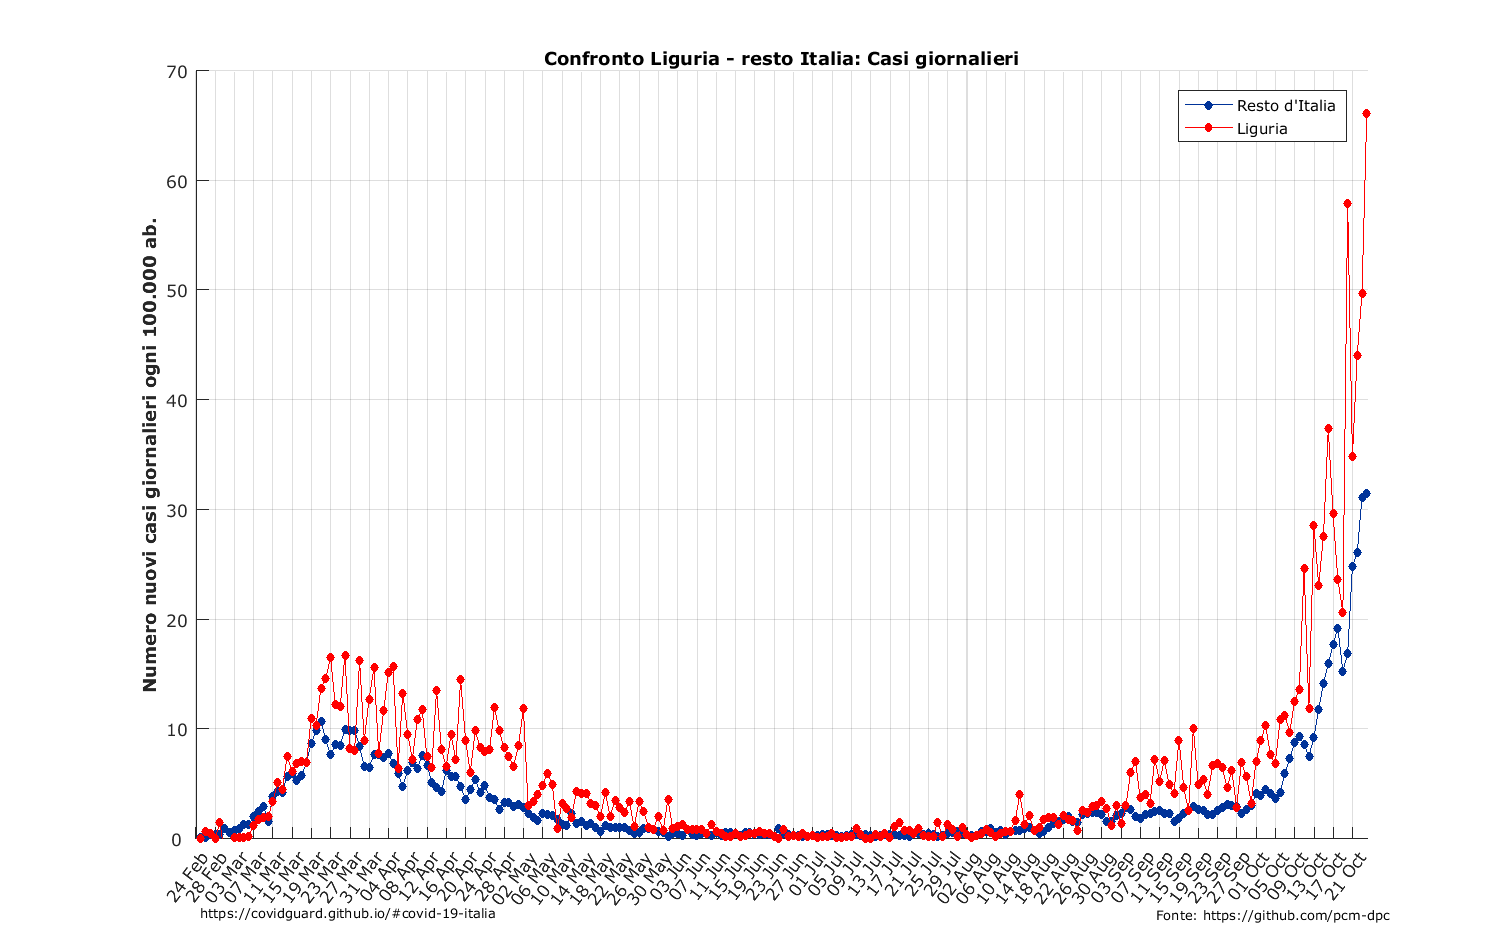 Confronto Liguria - resto Italia: Casi giornalieri
Resto d'Italia
Liguria
Numero nuovi casi giornalieri ogni 100.000 ab.
70
60
50
40
30
20
10
0
24 Feb
28 Feb
03 Mar
07 Mar
11 Mar
15 Mar
19 Mar
23 Mar
27 Mar
31 Mar
04 Apr
08 Apr
12 Apr
16 Apr
20 Apr
24 Apr
28 Apr
02 May
06 May
10 May
14 May
18 May
22 May
26 May
30 May
03 Jun
07 Jun
11 Jun
15 Jun
19 Jun
23 Jun
27 Jun
01 Jul
05 Jul
09 Jul
13 Jul
17 Jul
21 Jul
25 Jul
29 Jul
02 Aug
06 Aug
10 Aug
14 Aug
18 Aug
22 Aug
26 Aug
30 Aug
03 Sep
07 Sep
11 Sep
15 Sep
19 Sep
23 Sep
27 Sep
01 Oct
05 Oct
09 Oct
13 Oct
17 Oct
21 Oct
https://covidguard.github.io/#covid-19-italia
Fonte: https://github.com/pcm-dpc